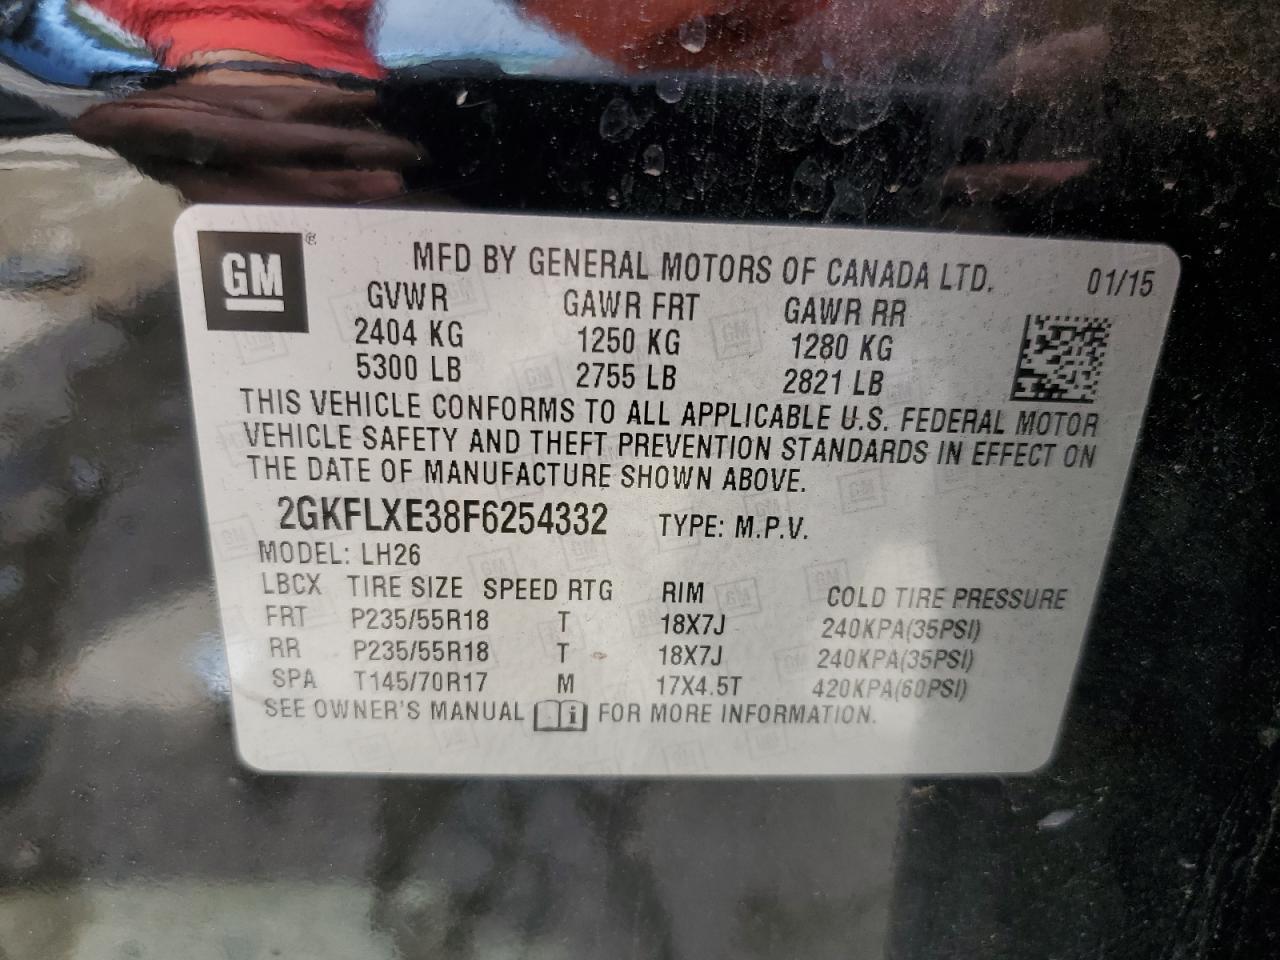 GM ® MFD BY GENERAL MOTORS OF CANADA LTD. 01/15
GVWR GAWR FRT GAWR RR
2404 KG 1250 KG 1280 KG
5300 LB 2755 LB 2821 LB
THIS VEHICLE CONFORMS TO ALL APPLICABLE U.S. FEDERAL MOTOR
VEHICLE SAFETY AND THEFT PREVENTION STANDARDS IN EFFECT ON
THE DATE OF MANUFACTURE SHOWN ABOVE.
2GKFLXE38F6254332 TYPE: M.P.V.
MODEL: LH26
LBCX TIRE SIZE SPEED RTG RIM COLD TIRE PRESSURE
FRT P235/55R18 T 18X7J 240KPA(35PSI)
RR P235/55R18 T 18X7J 240KPA(35PSI)
SPA T145/70R17 M 17X4.5T 420KPA(60PSI)
SEE OWNER'S MANUAL i FOR MORE INFORMATION.